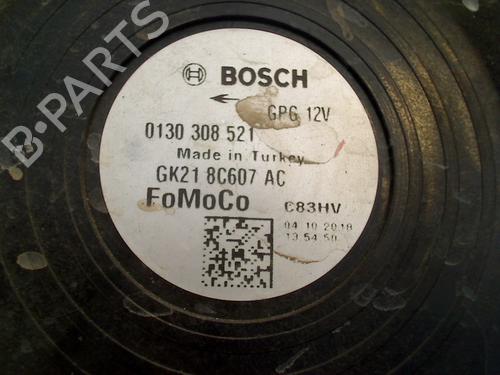 BOSCH
GPG 12V
0130 308 521
Made in Turkey
GK21 8C607 AC
FoMoCo
C83HV
04 10 2018
13 54 50
B-PARTS